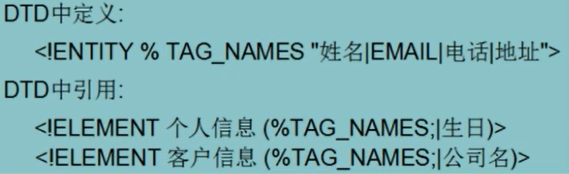 DTD中定义:
<!ENTITY % TAG_NAMES "姓名|EMAIL|电话|地址">
DTD中引用:
<!ELEMENT 个人信息 (%TAG_NAMES;|生日)>
<!ELEMENT 客户信息 (%TAG_NAMES;|公司名)>